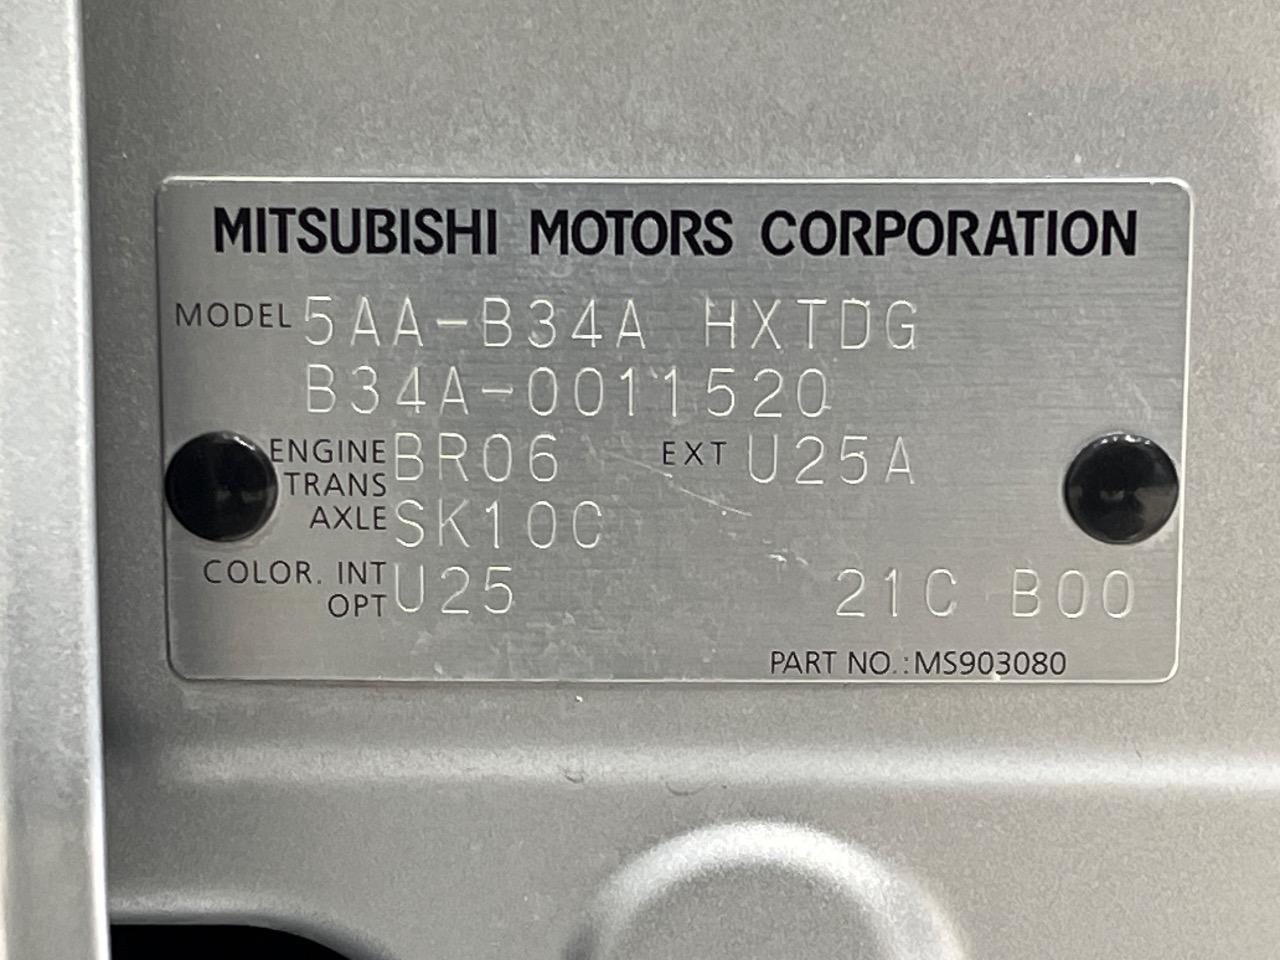 MITSUBISHI MOTORS CORPORATION
MODEL 5AA-B34A HXTDG
B34A-0011520
ENGINE BR06 EXT U25A
TRANS
AXLE SK10C
COLOR. INT U25 21C B00
OPT
PART NO.:MS903080